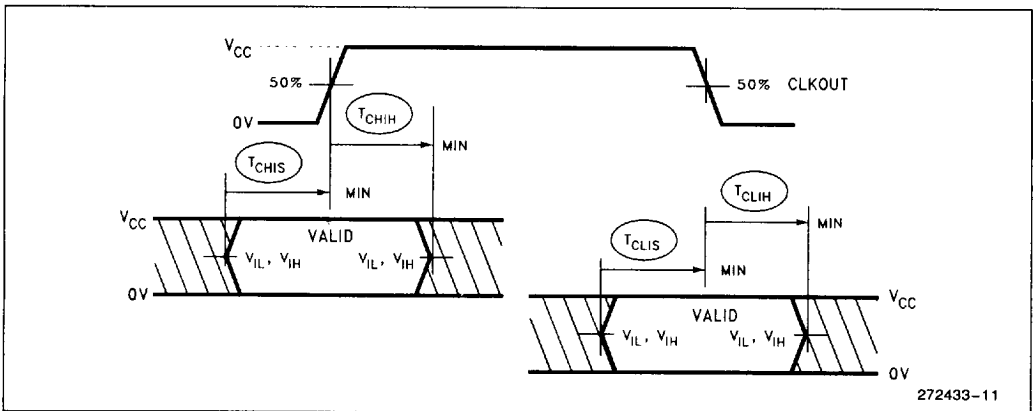 VCC
50%
50% CLKOUT
0V
TCHIH
MIN
TCHIS
MIN
TCLIH
MIN
VCC
VALID
TCLIS
MIN
VIL, VIH VIL, VIH
0V
VCC
VALID
VIL, VIH VIL, VIH
0V
272433-11